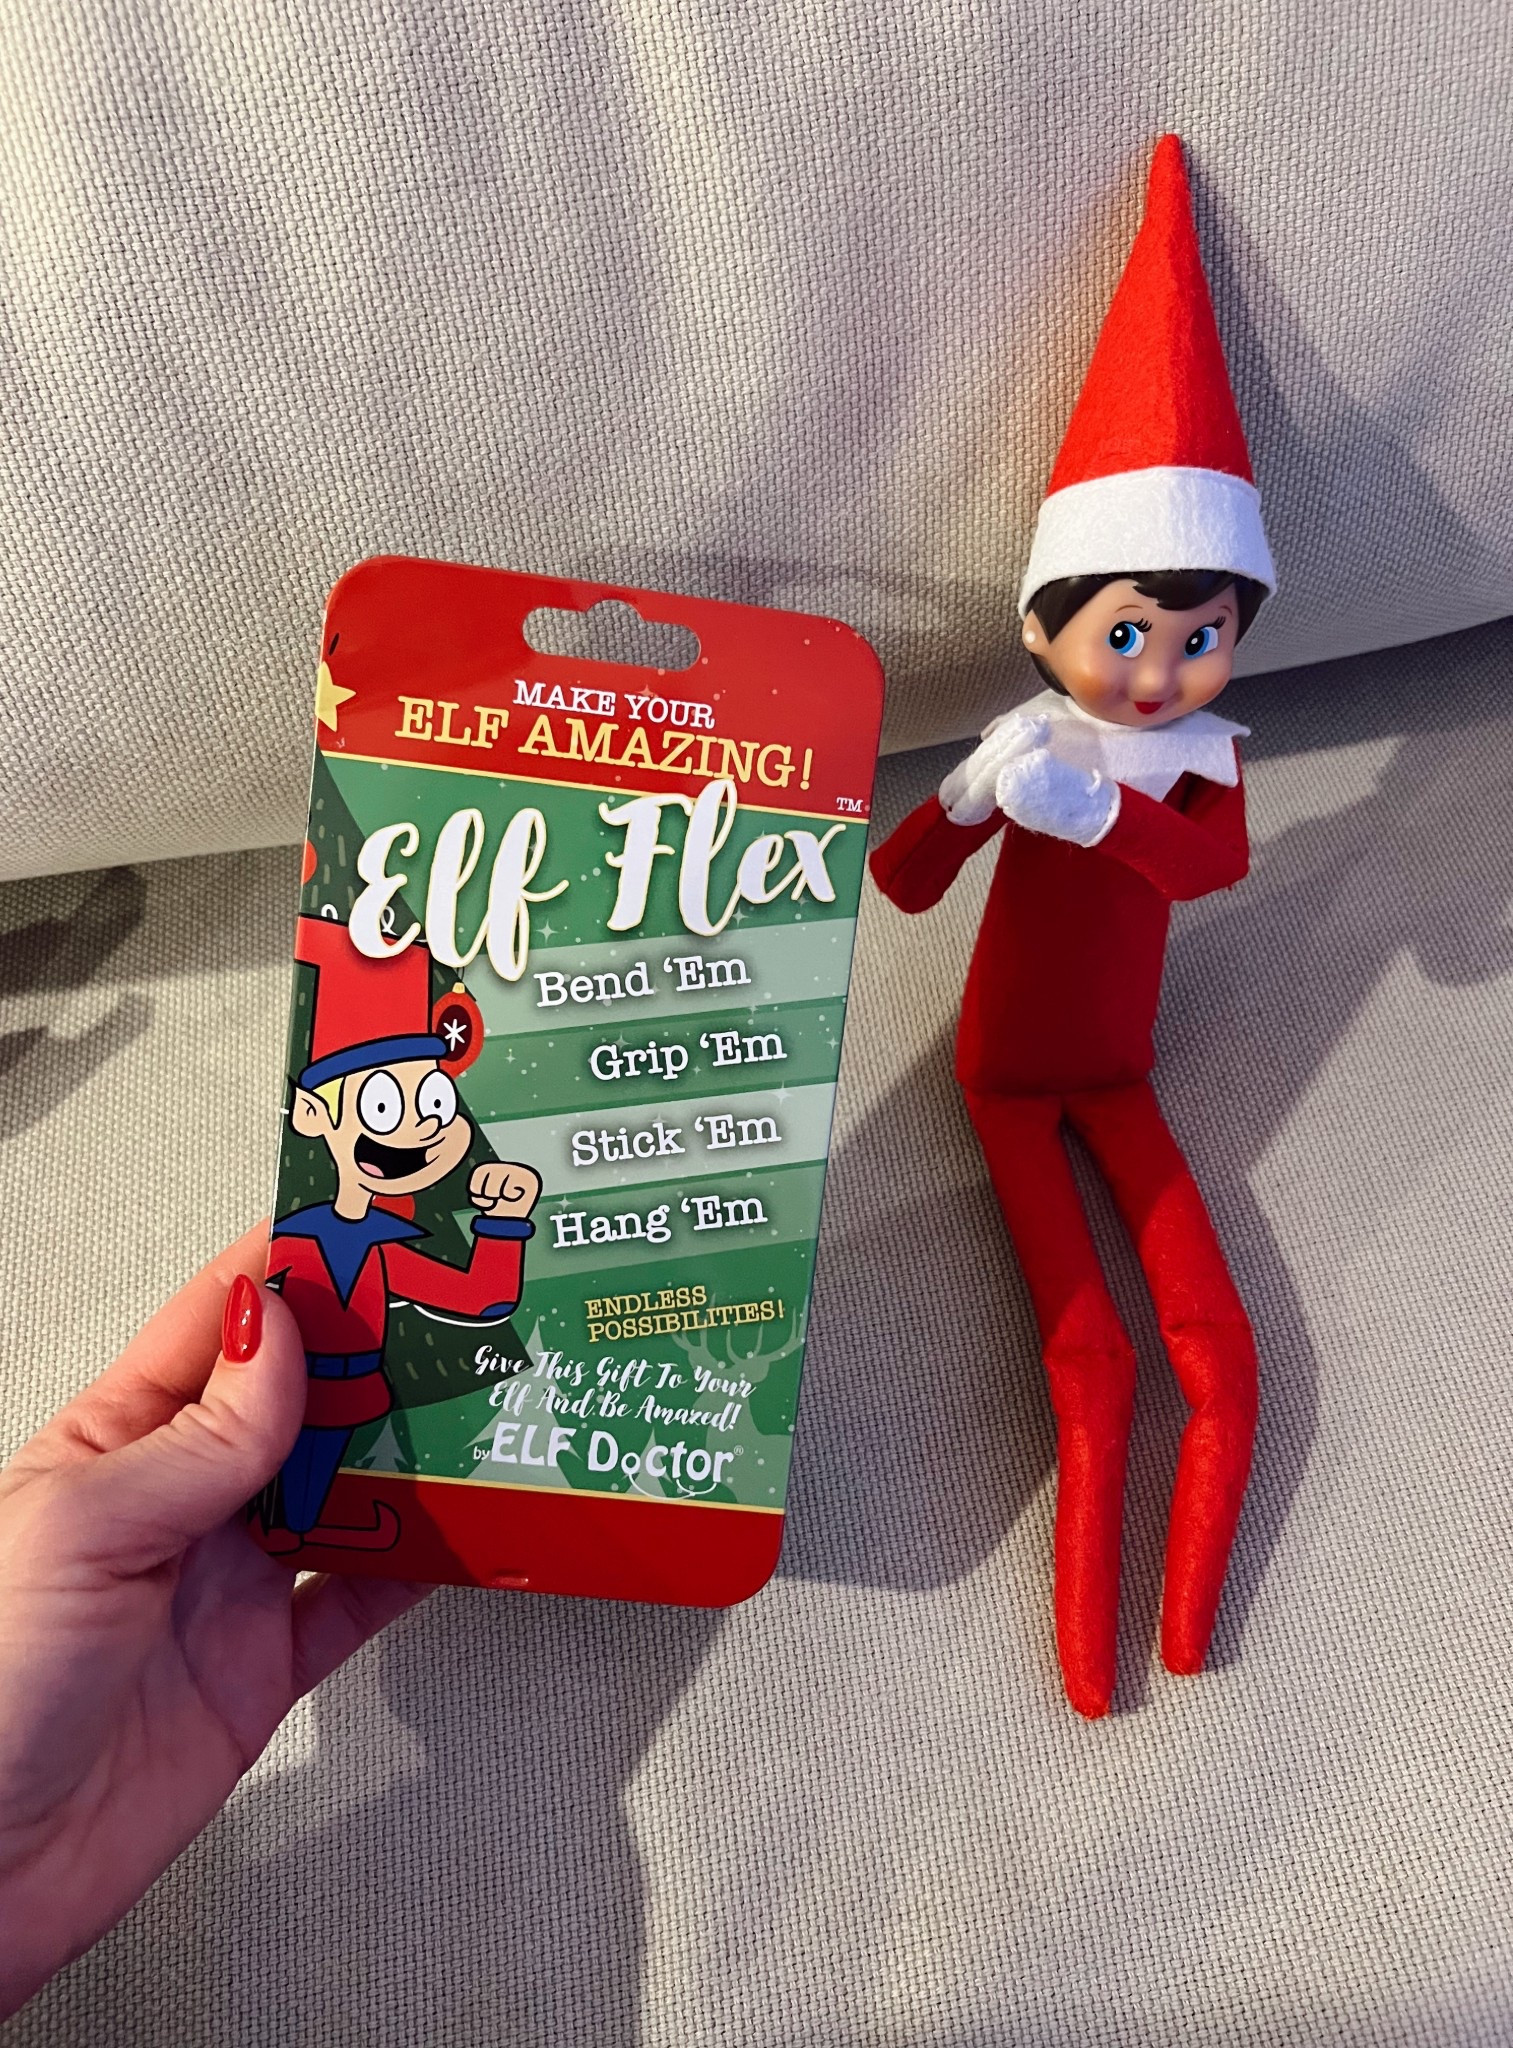 MAKE YOUR
ELF AMAZING!
TM
Elf Flex
Bend 'Em
Grip 'Em
Stick 'Em
Hang 'Em
ENDLESS
POSSIBILITIES!
Give This Gift To Your
Elf And Be Amazed!
by ELF Doctor®